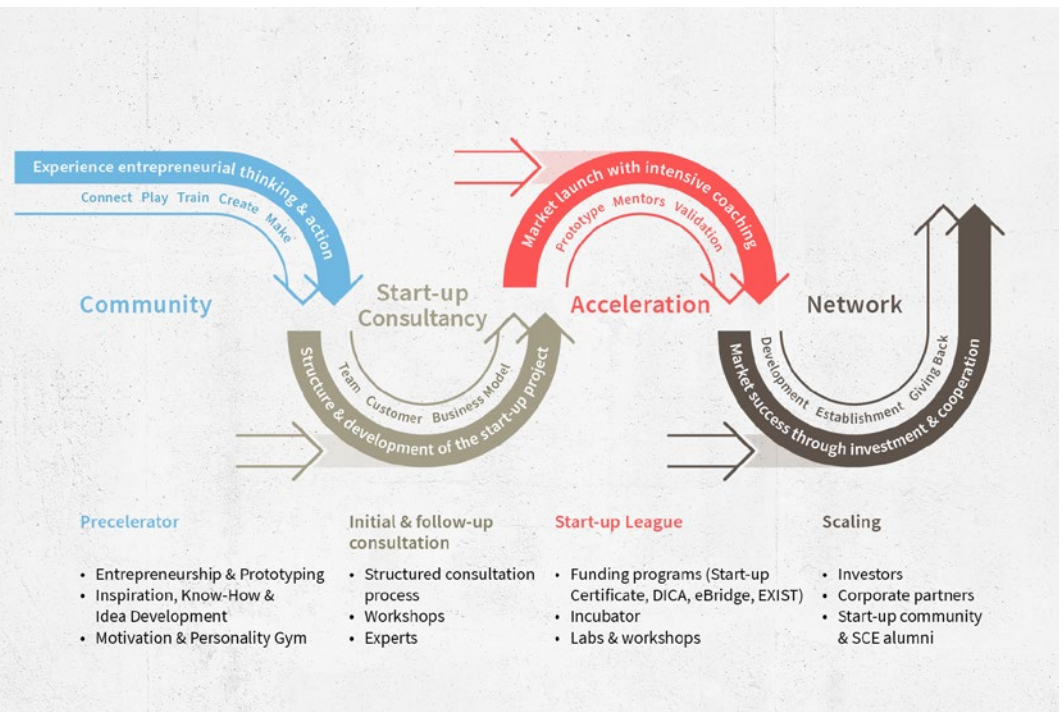 Experience entrepreneurial thinking & action
Connect Play Train Create Make
Community
Start-up
Consultancy
Team Customer Business Model
Structure & development of the start-up project
Market launch with intensive coaching
Prototype Mentors Validation
Acceleration
Network
Development Establishment Giving Back
Market success through investment & cooperation
Precelerator
• Entrepreneurship & Prototyping
• Inspiration, Know-How &
Idea Development
• Motivation & Personality Gym
Initial & follow-up
consultation
• Structured consultation
process
• Workshops
• Experts
Start-up League
• Funding programs (Start-up
Certificate, DICA, eBridge, EXIST)
• Incubator
• Labs & workshops
Scaling
• Investors
• Corporate partners
• Start-up community
& SCE alumni